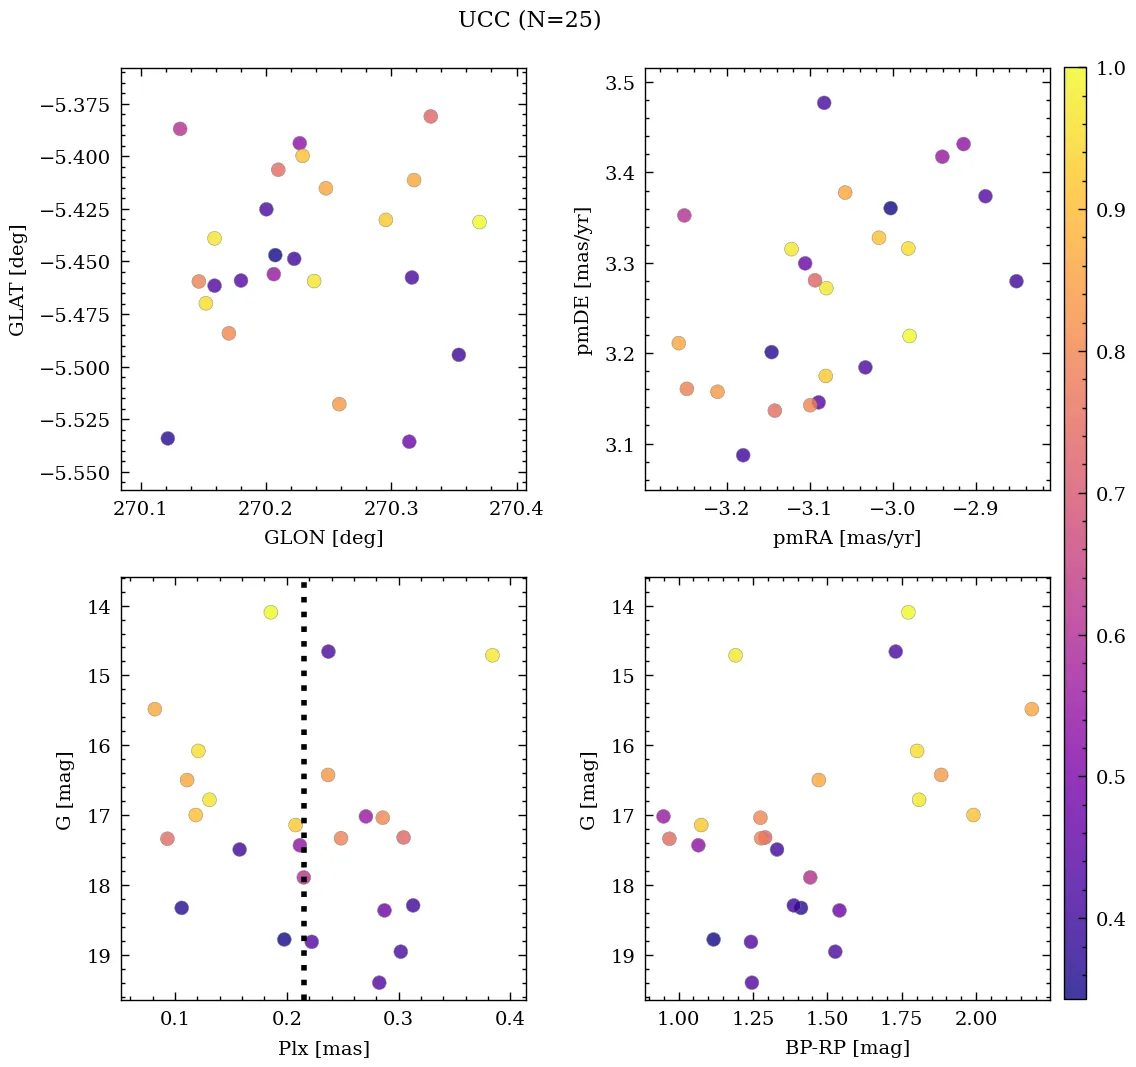 UCC (N=25)
−5.375
−5.400
−5.425
−5.450
−5.475
−5.500
−5.525
−5.550
GLAT [deg]
270.1 270.2 270.3 270.4
GLON [deg]
3.5
3.4
3.3
3.2
3.1
pmDE [mas/yr]
−3.2 −3.1 −3.0 −2.9
pmRA [mas/yr]
14
15
16
17
18
19
G [mag]
0.1 0.2 0.3 0.4
Plx [mas]
14
15
16
17
18
19
G [mag]
1.00 1.25 1.50 1.75 2.00
BP-RP [mag]
1.0
0.9
0.8
0.7
0.6
0.5
0.4